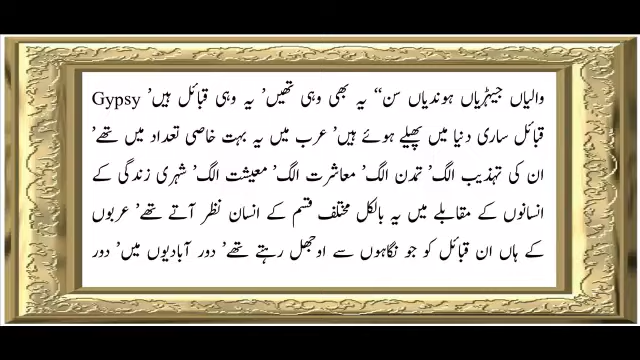 والیاں جیہڑیاں ہوندیاں سن‘‘ یہ بھی وہی تھیں’ یہ وہی قبائل ہیں’ Gypsy
قبائل ساری دنیا میں پھیلے ہوئے ہیں’ عرب میں یہ بہت خاصی تعداد میں تھے’
ان کی تہذیب الگ’ تمدن الگ’ معاشرت الگ’ معیشت الگ’ شہری زندگی کے
انسانوں کے مقابلے میں یہ بالکل مختلف قسم کے انسان نظر آتے تھے’ عربوں
کے ہاں ان قبائل کو جو نگاہوں سے اوجھل رہتے تھے’ دور آبادیوں میں’ دور